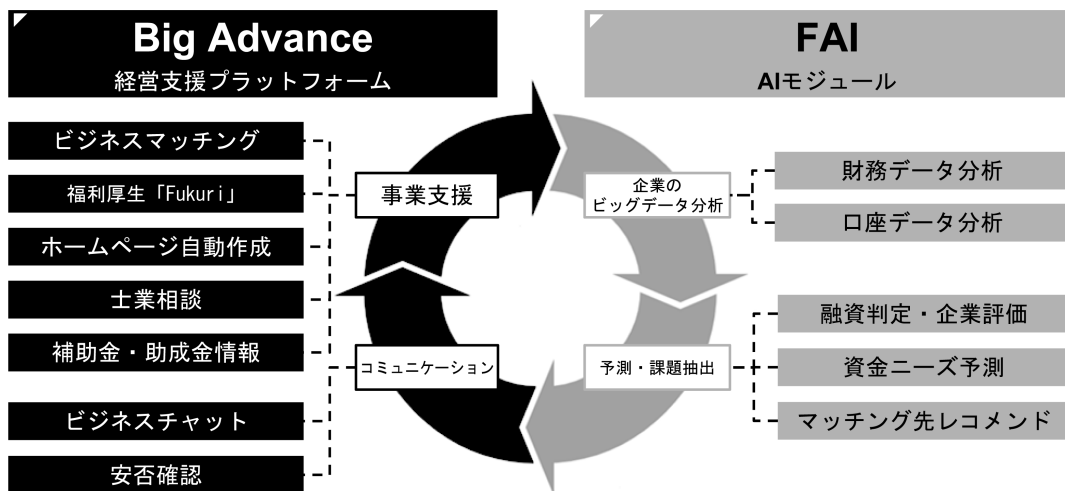 Big Advance
経営支援プラットフォーム
FAI
AIモジュール
ビジネスマッチング
福利厚生「Fukuri」
ホームページ自動作成
士業相談
補助金・助成金情報
ビジネスチャット
安否確認
事業支援
コミュニケーション
企業の
ビッグデータ分析
予測・課題抽出
財務データ分析
口座データ分析
融資判定・企業評価
資金ニーズ予測
マッチング先レコメンド